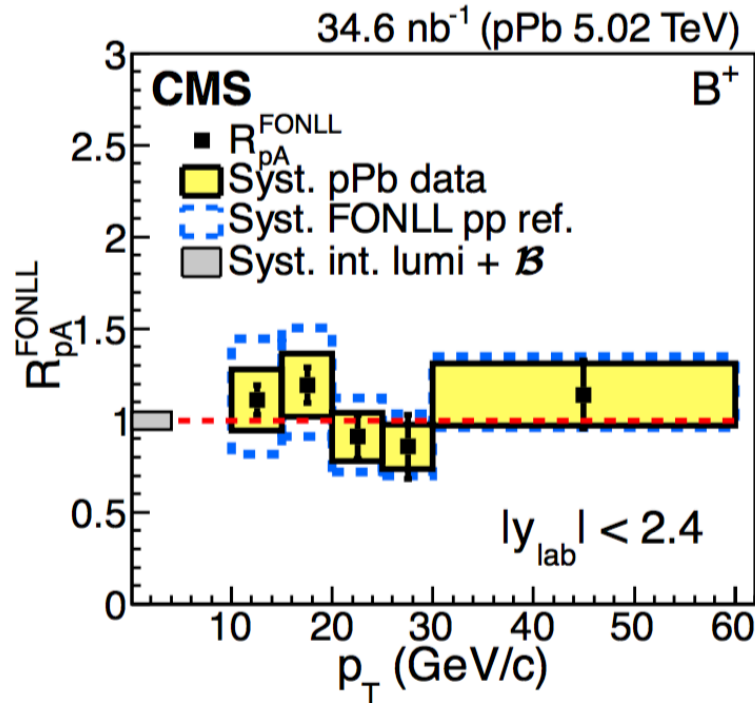 34.6 nb⁻¹ (pPb 5.02 TeV)
CMS B⁺
R_pA^FONLL
Syst. pPb data
Syst. FONLL pp ref.
Syst. int. lumi + 𝓑
|y_lab| < 2.4
R_pA^FONLL
3
2.5
2
1.5
1
0.5
0
10 20 30 40 50 60
p_T (GeV/c)